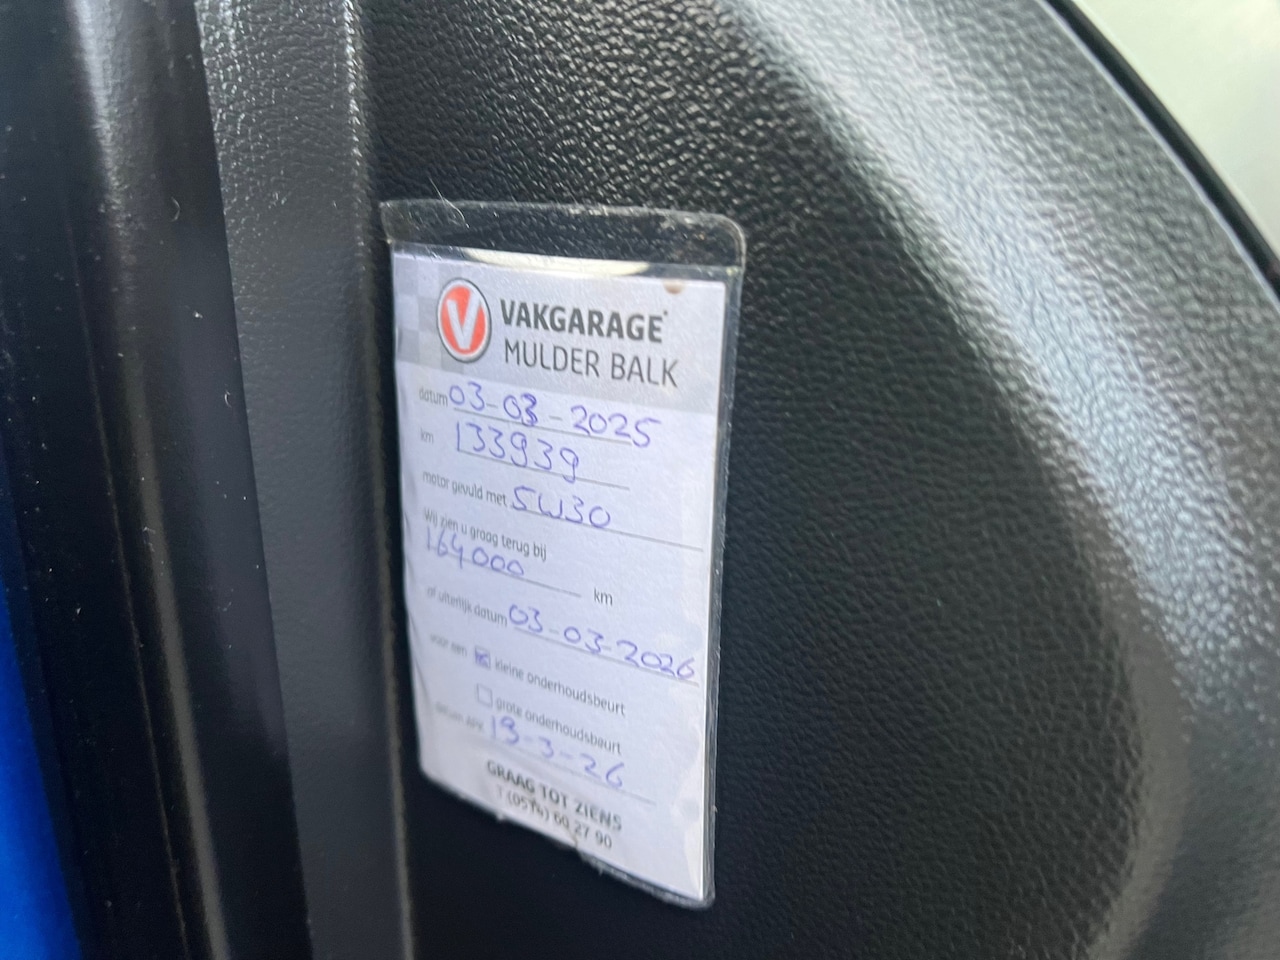 V VAKGARAGE
MULDER BALK
datum 03-03-2025
km 133939
motor gevuld met 5W30
Wij zien u graag terug bij
164000 km
of uiterlijk datum 03-03-2026
voor een kleine onderhoudsbeurt
grote onderhoudsbeurt
datum APK 19-3-26
GRAAG TOT ZIENS
T (0514) 60 27 90